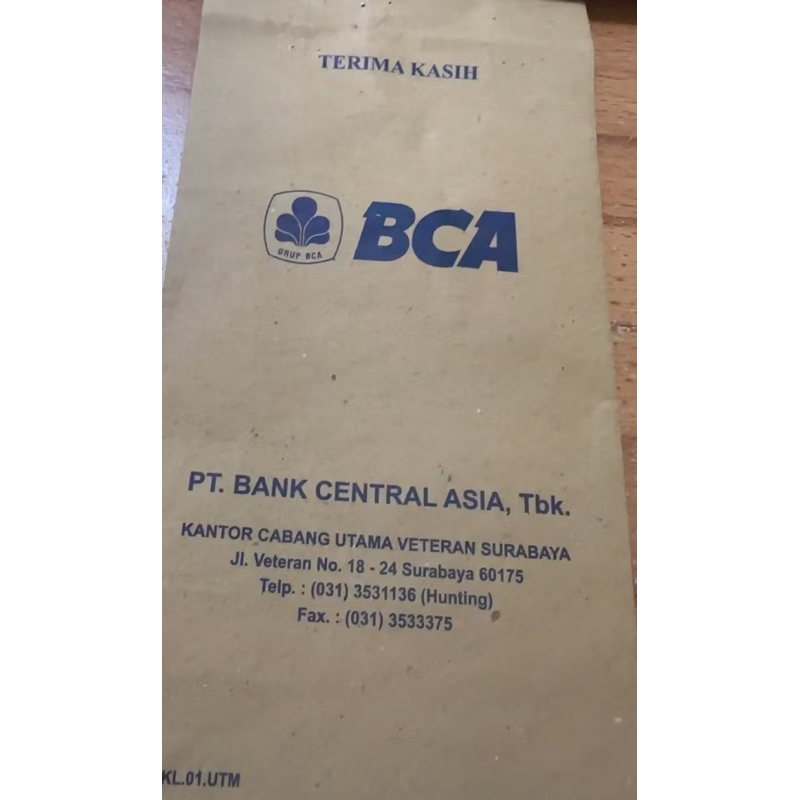 TERIMA KASIH
GRUP BCA
BCA
PT. BANK CENTRAL ASIA, Tbk.
KANTOR CABANG UTAMA VETERAN SURABAYA
Jl. Veteran No. 18 - 24 Surabaya 60175
Telp. : (031) 3531136 (Hunting)
Fax. : (031) 3533375
KL.01.UTM